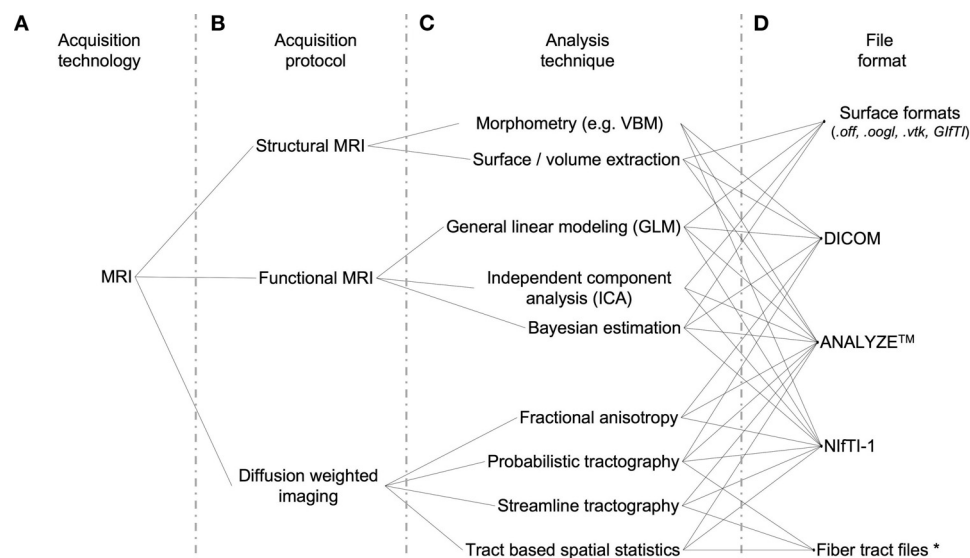 A
B
C
D
Acquisition
technology
Acquisition
protocol
Analysis
technique
File
format
MRI
Structural MRI
Functional MRI
Diffusion weighted
imaging
Morphometry (e.g. VBM)
Surface / volume extraction
General linear modeling (GLM)
Independent component
analysis (ICA)
Bayesian estimation
Fractional anisotropy
Probabilistic tractography
Streamline tractography
Tract based spatial statistics
Surface formats
(.off, .oogl, .vtk, GIfTI)
DICOM
ANALYZE™
NIfTI-1
Fiber tract files *